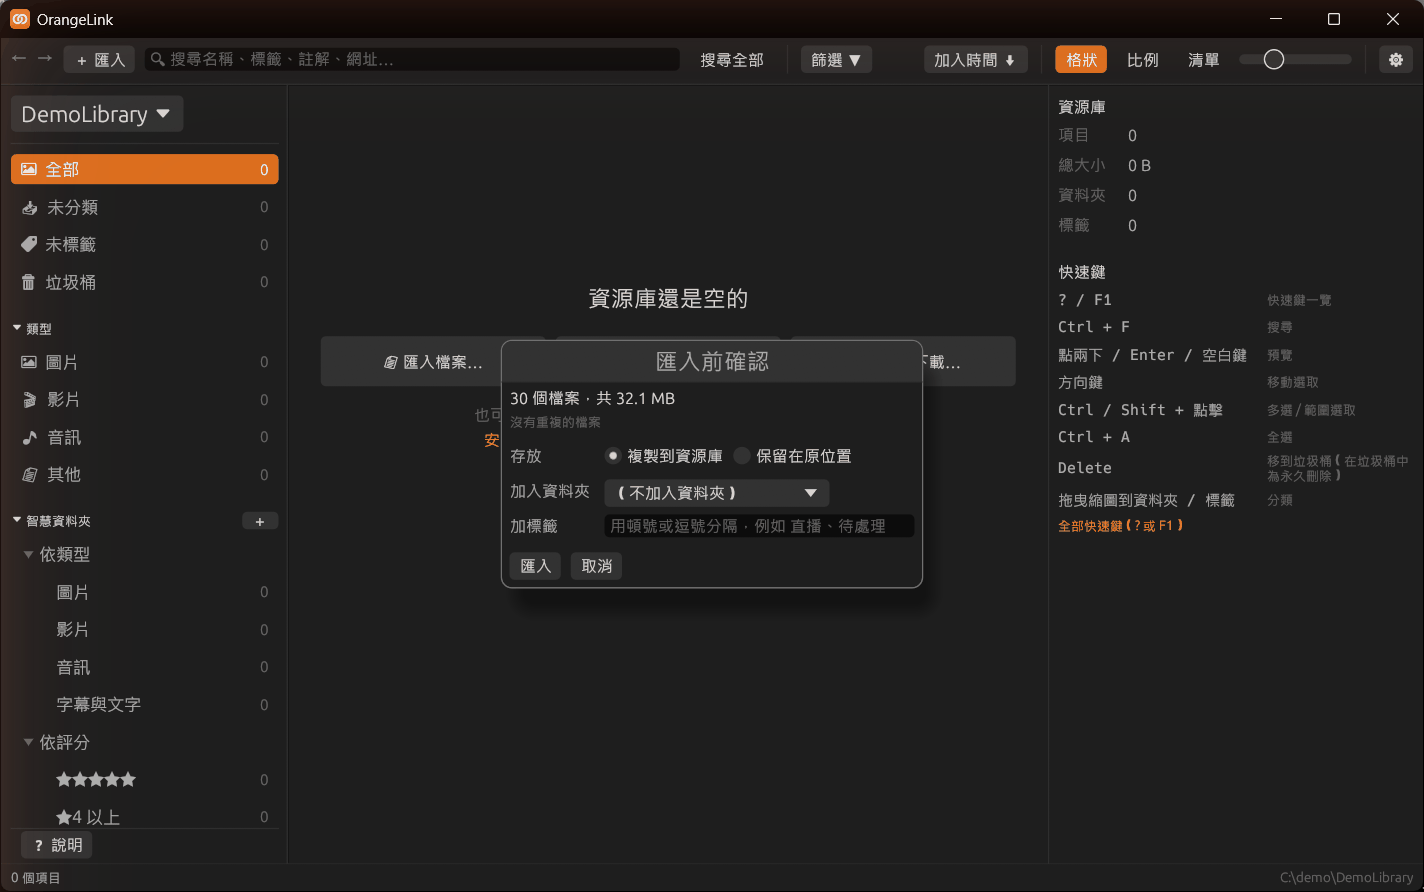 OrangeLink
← → + 匯入 搜尋名稱、標籤、註解、網址... 搜尋全部 篩選 ▼ 加入時間 格狀 比例 清單
DemoLibrary
全部 0
未分類 0
未標籤 0
垃圾桶 0
類型
圖片 0
影片 0
音訊 0
其他 0
智慧資料夾 +
依類型
圖片 0
影片 0
音訊 0
字幕與文字 0
依評分
★★★★★ 0
★4 以上 0
? 說明
0 個項目
資源庫還是空的
匯入檔案...
下載...
也可
安
匯入前確認
30 個檔案 · 共 32.1 MB
沒有重複的檔案
存放 複製到資源庫 保留在原位置
加入資料夾 (不加入資料夾) ▼
加標籤 用頓號或逗號分隔，例如 直播、待處理
匯入 取消
資源庫
項目 0
總大小 0 B
資料夾 0
標籤 0
快速鍵
? / F1 快速鍵一覽
Ctrl + F 搜尋
點兩下 / Enter / 空白鍵 預覽
方向鍵 移動選取
Ctrl / Shift + 點擊 多選/範圍選取
Ctrl + A 全選
Delete 移到垃圾桶(在垃圾桶中
為永久刪除)
拖曳縮圖到資料夾 / 標籤 分類
全部快速鍵(?或 F1)
C:\demo\DemoLibrary